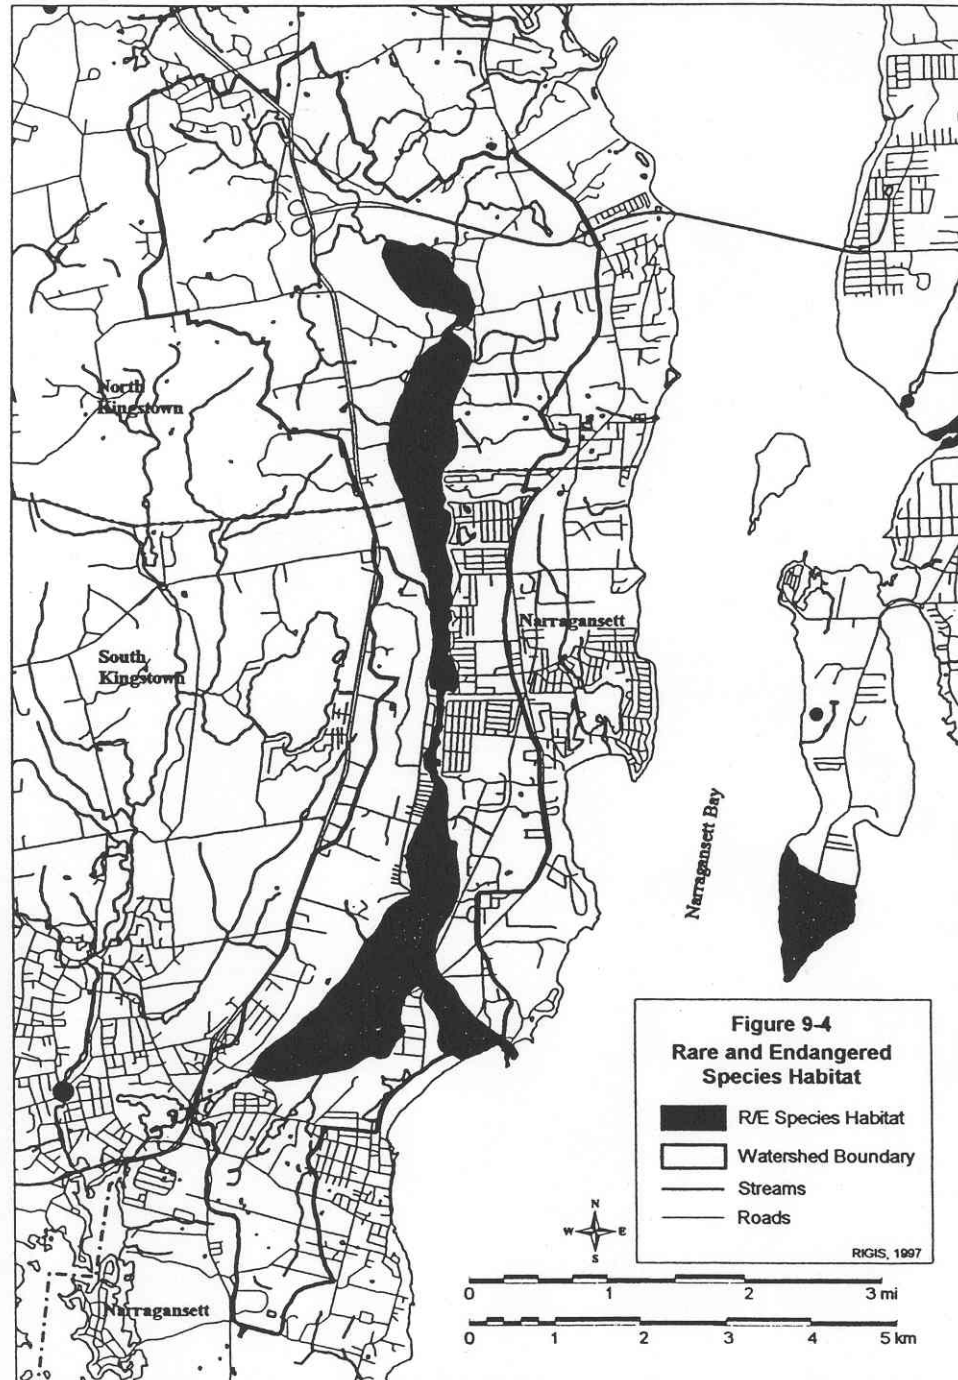 North
Kingstown
South
Kingstown
Narragansett
Narragansett Bay
Narragansett
Figure 9-4
Rare and Endangered
Species Habitat
R/E Species Habitat
Watershed Boundary
Streams
Roads
RIGIS, 1997
N
W E
S
0 1 2 3 mi
0 1 2 3 4 5 km